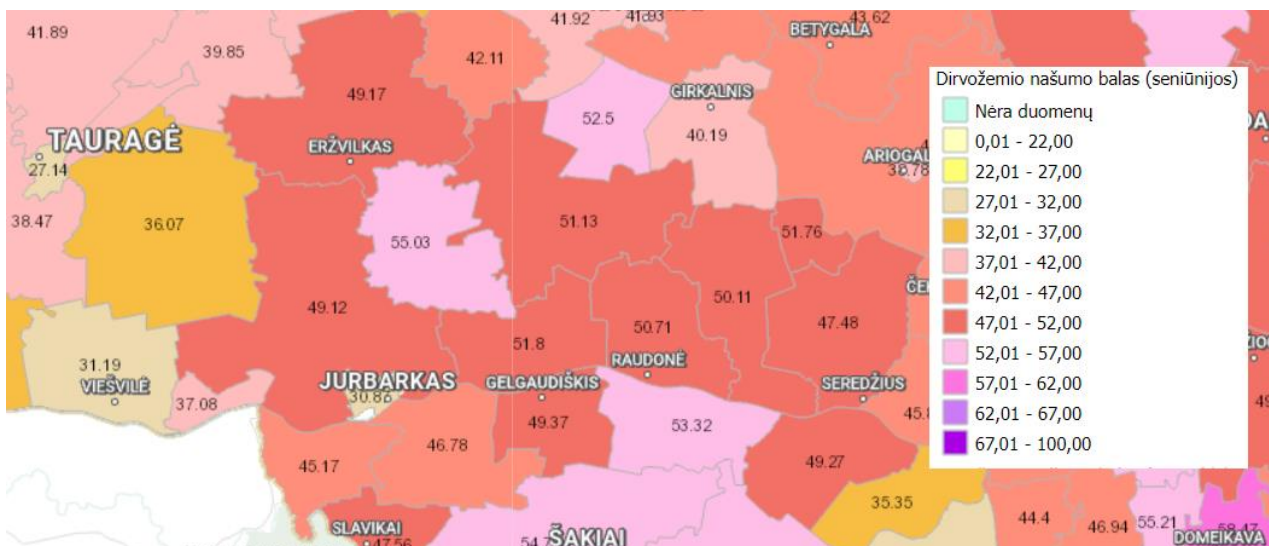 41.92
41.93
43.62
41.89
39.85
42.11
BETYGALA
49.17
52.5
GIRKALNIS
TAURAGĖ
ERŽVILKAS
40.19
27.14
38.47
36.07
55.03
51.13
51.76
49.12
50.11
51.8
50.71
47.48
31.19
VIEŠVILĖ
RAUDONĖ
JURBARKAS
GELGAUDIŠKIS
SEREDŽIUS
37.08
30.86
49.37
53.32
46.78
45.17
49.27
35.35
44.4
46.94
55.21
58.47
SLAVIKAI
47.56
ŠAKIAI
DOMEIKAVA
Dirvožemio našumo balas (seniūnijos)
Nėra duomenų
0,01 - 22,00
22,01 - 27,00
27,01 - 32,00
32,01 - 37,00
37,01 - 42,00
42,01 - 47,00
47,01 - 52,00
52,01 - 57,00
57,01 - 62,00
62,01 - 67,00
67,01 - 100,00